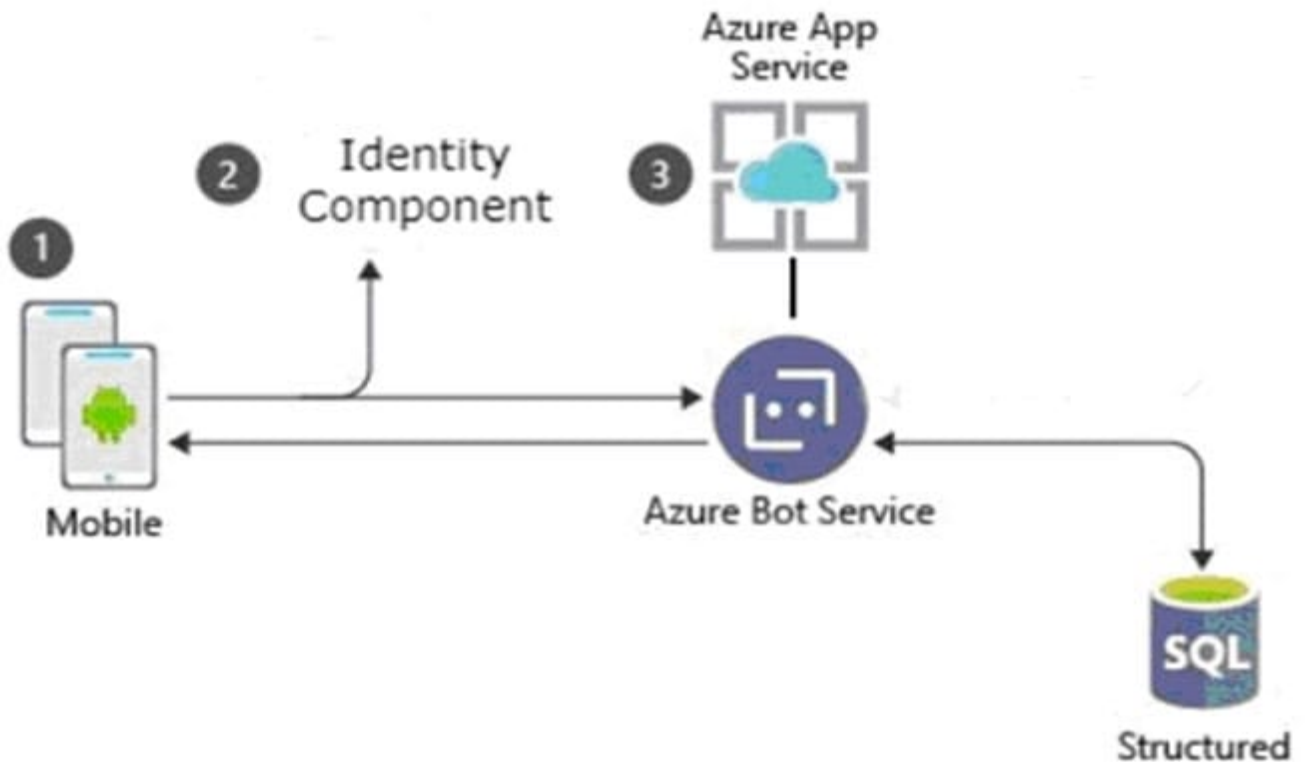 Azure App
Service
2
Identity
Component
3
1
Mobile
Azure Bot Service
SQL
Structured